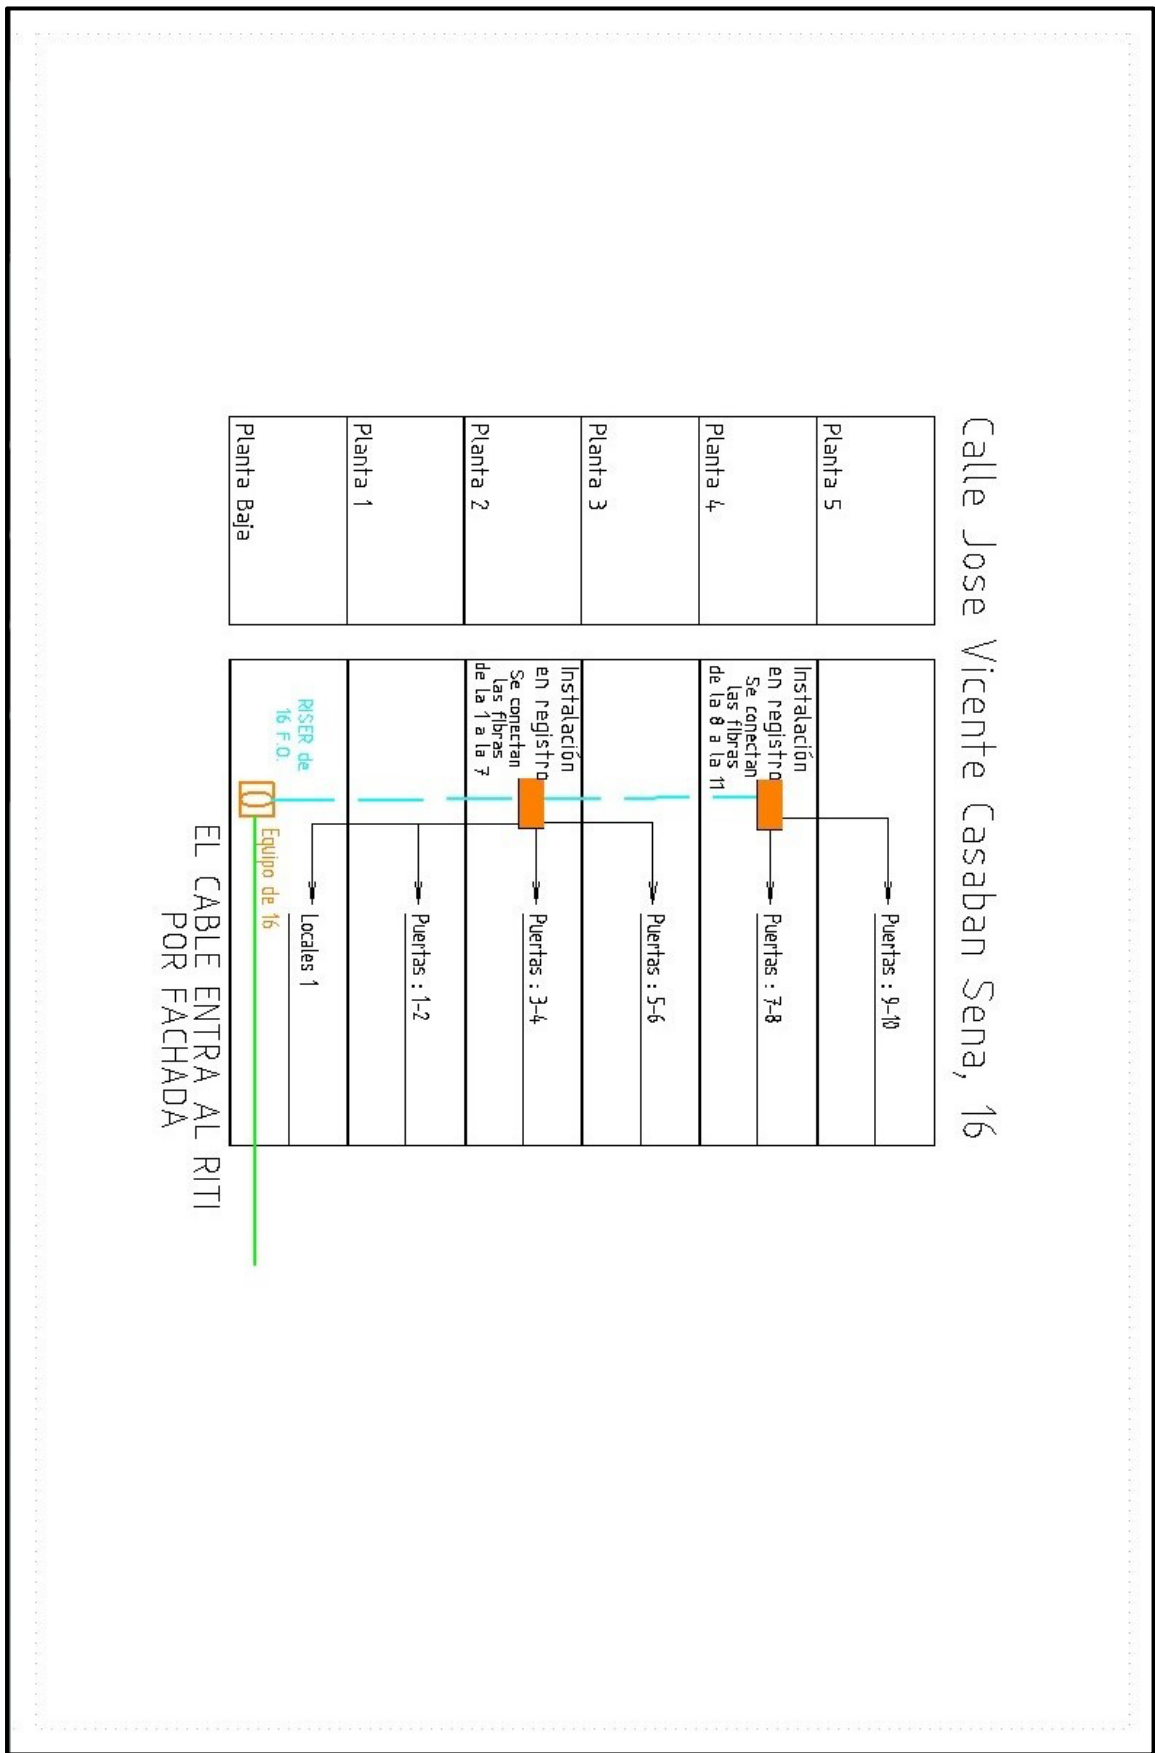 Calle Jose Vicente Casaban Sena, 16
Planta 5
Planta 4
Planta 3
Planta 2
Planta 1
Planta Baja
Puertas : 9-10
Instalación
en registro
Se conectan
las fibras
de la 8 a la 11
Puertas : 7-8
Puertas : 5-6
Instalación
en registro
Se conectan
las fibras
de la 1 a la 7
Puertas : 3-4
Puertas : 1-2
Locales 1
RISER de
16 F.O.
Equipo de 16
EL CABLE ENTRA AL RITI
POR FACHADA